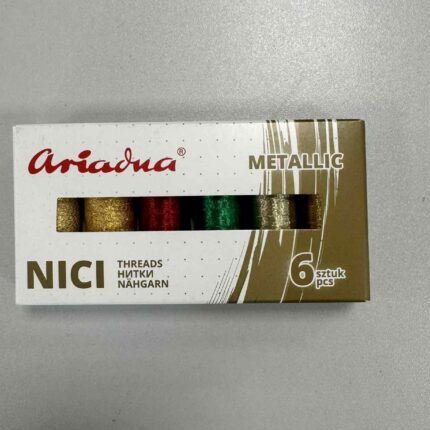 Ariadna®
METALLIC
NICI
THREADS
НИТКИ
NÄHGARN
6 sztuk
pcs